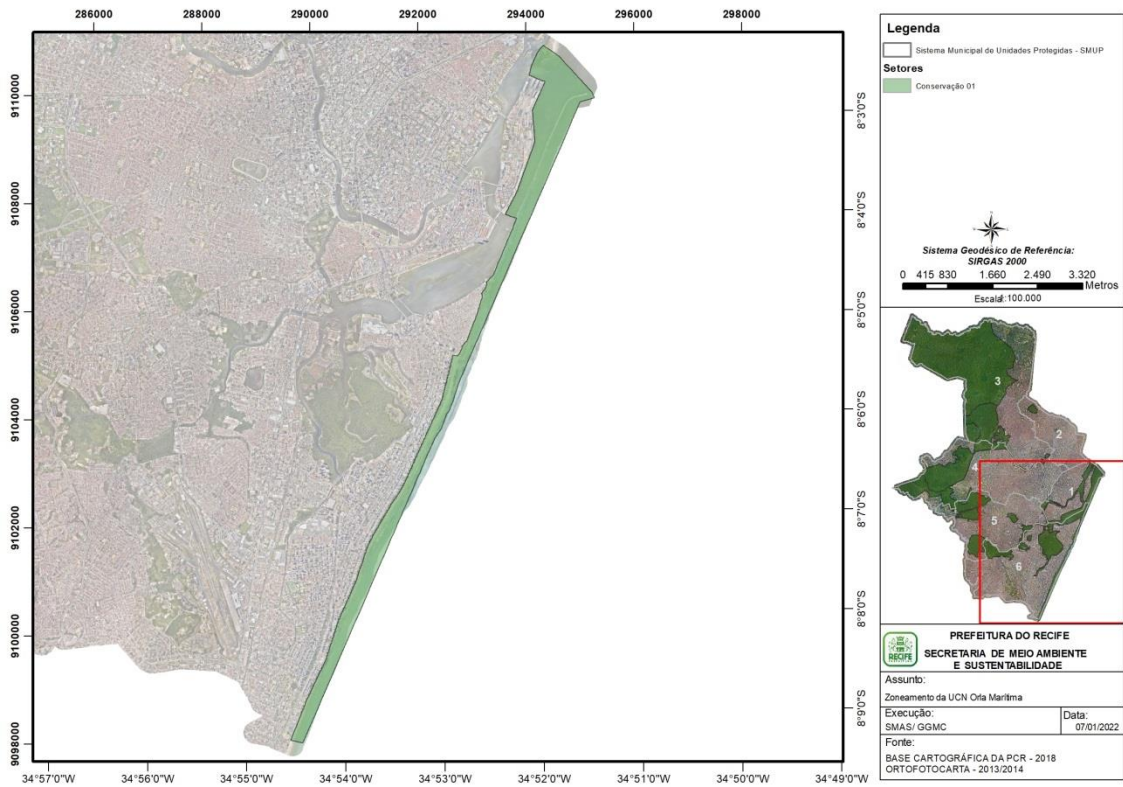 286000 288000 290000 292000 294000 296000 298000
9110000
9108000
9106000
9104000
9102000
9100000
9098000
8°3'0"S
8°4'0"S
8°5'0"S
8°6'0"S
8°7'0"S
8°8'0"S
8°9'0"S
34°57'0"W 34°56'0"W 34°55'0"W 34°54'0"W 34°53'0"W 34°52'0"W 34°51'0"W 34°50'0"W 34°49'0"W
Legenda
Sistema Municipal de Unidades Protegidas - SMUP
Setores
Conservação 01
Sistema Geodésico de Referência:
SIRGAS 2000
0 415 830 1.660 2.490 3.320
Metros
Escala:1:100.000
3
2
4
1
5
6
RECIFE
PREFEITURA DO RECIFE
SECRETARIA DE MEIO AMBIENTE
E SUSTENTABILIDADE
Assunto:
Zoneamento da UCN Orla Marítima
Execução:
SMAS/ GGMC
Data:
07/01/2022
Fonte:
BASE CARTOGRÁFICA DA PCR - 2018
ORTOFOTOCARTA - 2013/2014